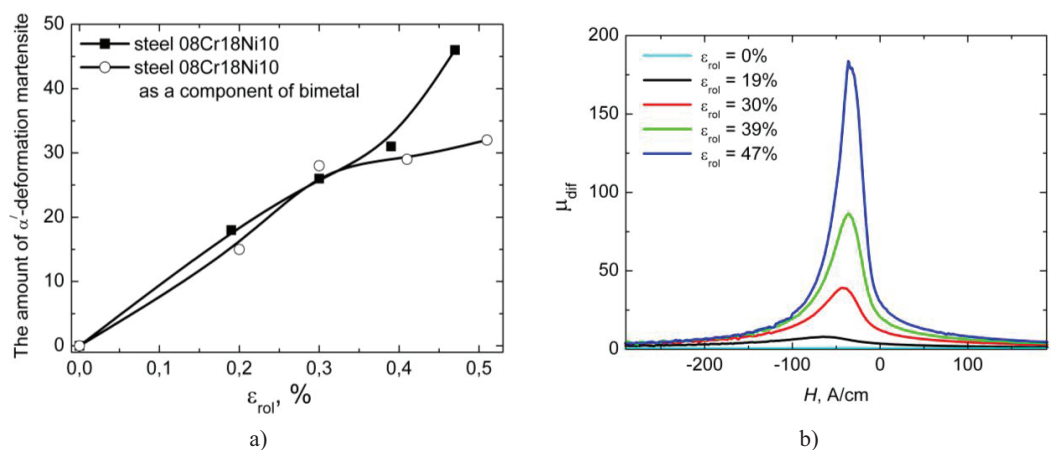 The amount of α′-deformation martensite
50
40
30
20
10
0
steel 08Cr18Ni10
steel 08Cr18Ni10
as a component of bimetal
0,0 0,1 0,2 0,3 0,4 0,5
εrol, %
a)
μdif
200
150
100
50
0
εrol = 0%
εrol = 19%
εrol = 30%
εrol = 39%
εrol = 47%
-200 -100 0 100
H, A/cm
b)